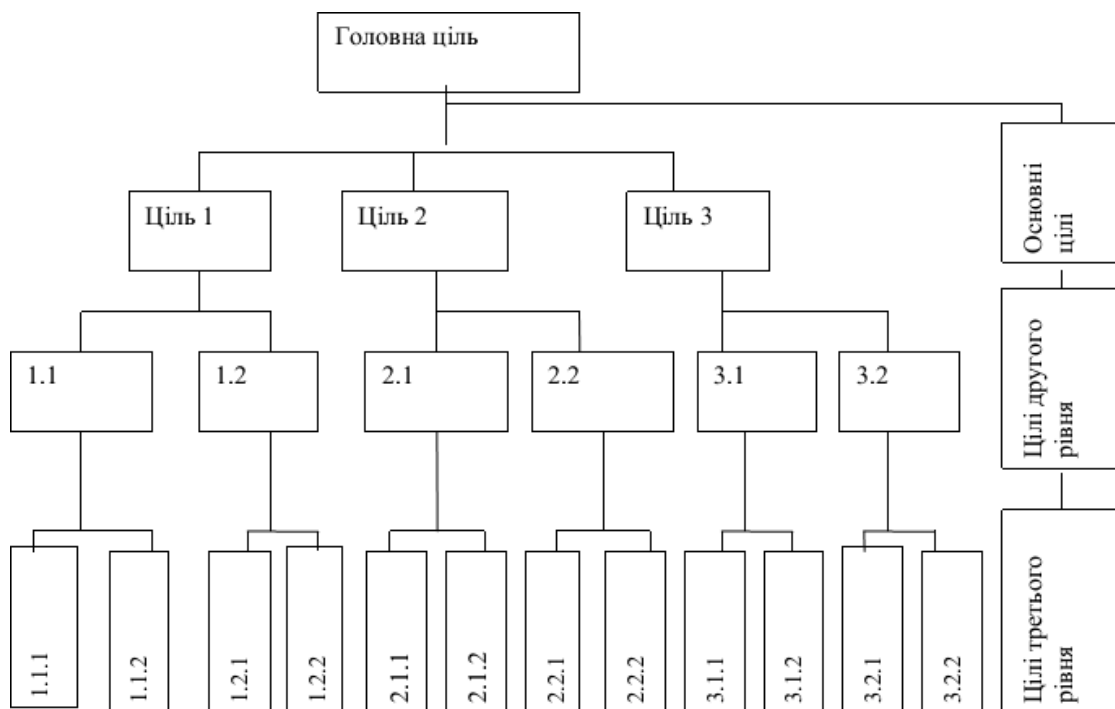 Головна ціль
Основні
цілі
Ціль 1
Ціль 2
Ціль 3
1.1
1.2
2.1
2.2
3.1
3.2
Цілі другого
рівня
1.1.1
1.1.2
1.2.1
1.2.2
2.1.1
2.1.2
2.2.1
2.2.2
3.1.1
3.1.2
3.2.1
3.2.2
Цілі третього
рівня